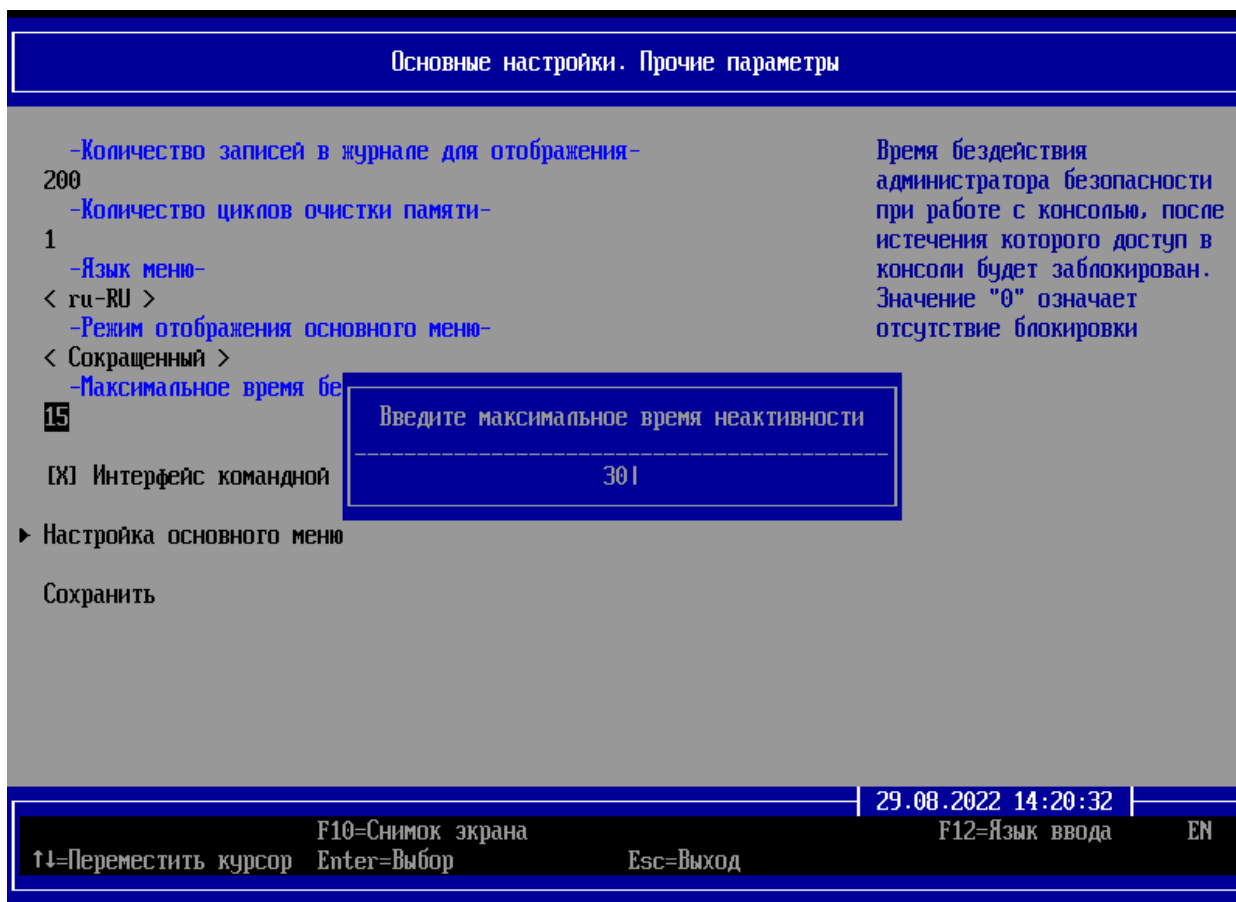 Основные настройки. Прочие параметры
-Количество записей в журнале для отображения-
200
-Количество циклов очистки памяти-
1
-Язык меню-
< ru-RU >
-Режим отображения основного меню-
< Сокращенный >
-Максимальное время бе
15
[X] Интерфейс командной
Настройка основного меню
Сохранить
Время бездействия
администратора безопасности
при работе с консолью, после
истечения которого доступ в
консоли будет заблокирован.
Значение "0" означает
отсутствие блокировки
Введите максимальное время неактивности
30
29.08.2022 14:20:32
F10=Снимок экрана F12=Язык ввода EN
↑↓=Переместить курсор Enter=Выбор Esc=Выход